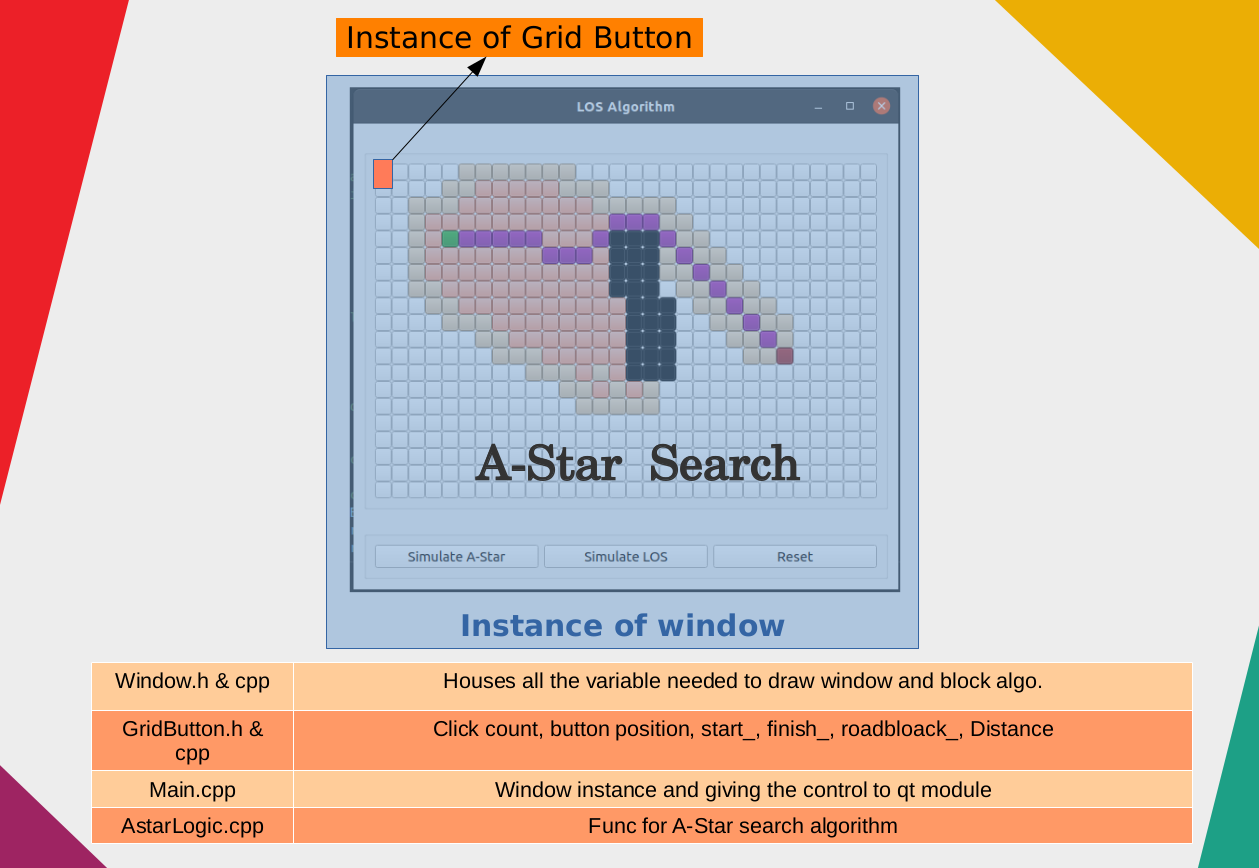 Instance of Grid Button
LOS Algorithm
A-Star Search
Simulate A-Star
Simulate LOS
Reset
Instance of window
Window.h & cpp
Houses all the variable needed to draw window and block algo.
GridButton.h &
cpp
Click count, button position, start_, finish_, roadbloack_, Distance
Main.cpp
Window instance and giving the control to qt module
AstarLogic.cpp
Func for A-Star search algorithm